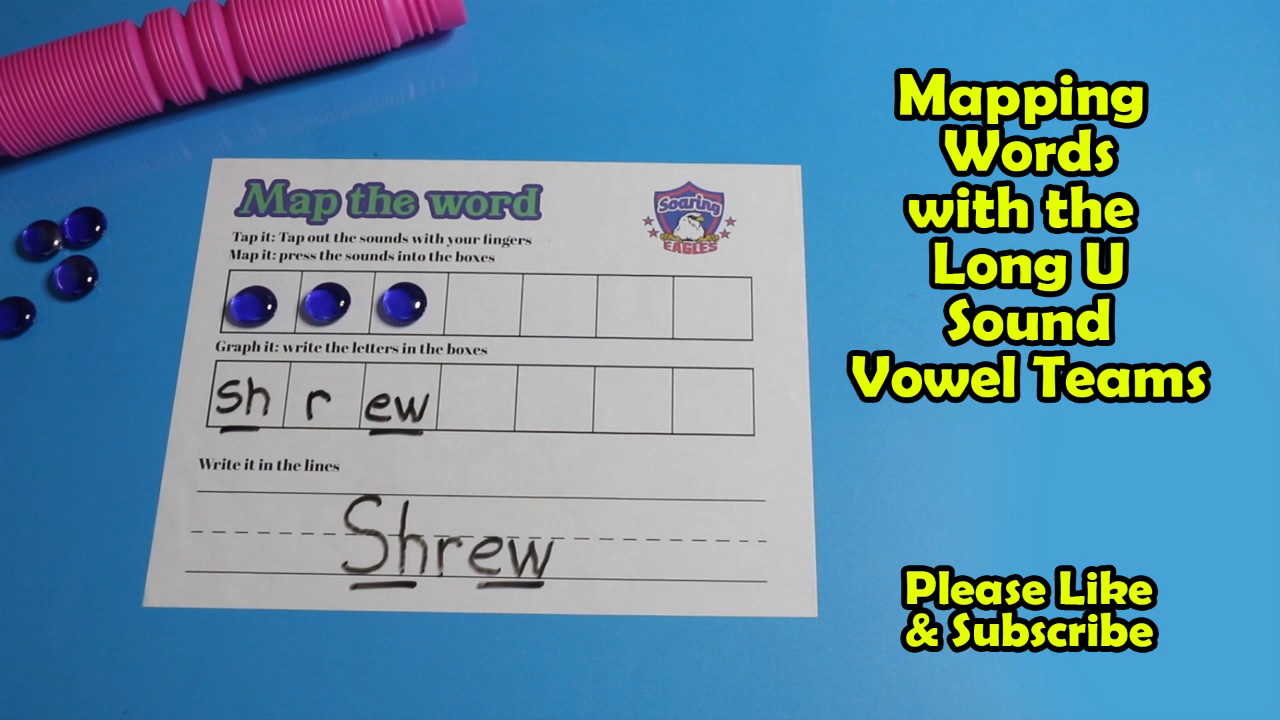 Mapping
Words
with the
Long U
Sound
Vowel Teams
Please Like
& Subscribe
Map the word
Soaring
EAGLES
Tap it: Tap out the sounds with your fingers
Map it: press the sounds into the boxes
Graph it: write the letters in the boxes
sh r ew
Write it in the lines
Shrew